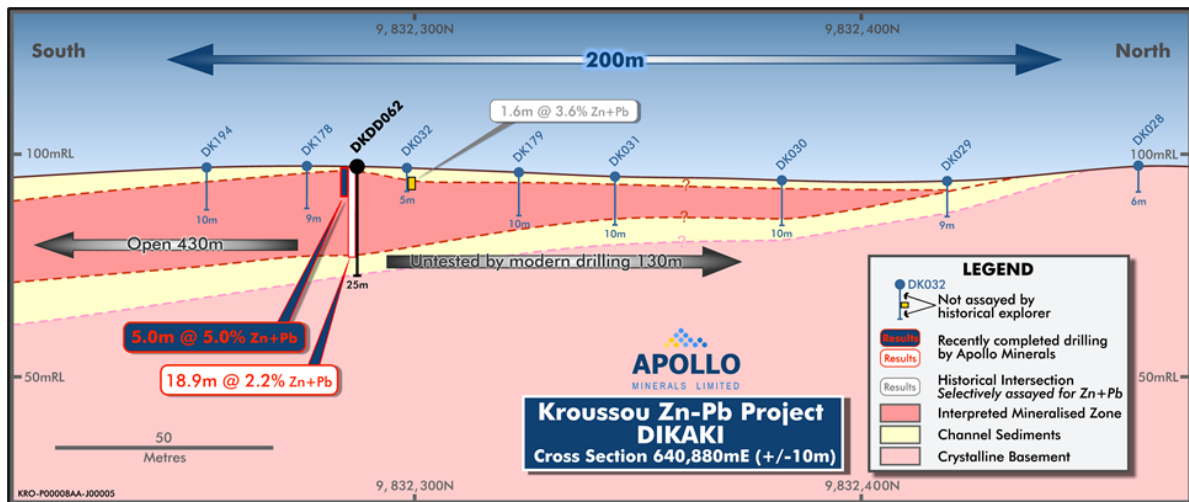 9,832,300N
9,832,400N
South
200m
North
1.6m @ 3.6% Zn+Pb
DK194
DK178
DKDD062
DK032
DK179
DK031
DK030
DK029
DK028
100mRL
100mRL
?
?
?
10m
9m
5m
10m
10m
10m
9m
6m
Open 430m
Untested by modern drilling 130m
25m
5.0m @ 5.0% Zn+Pb
18.9m @ 2.2% Zn+Pb
50mRL
50mRL
APOLLO
MINERALS LIMITED
Kroussou Zn-Pb Project
DIKAKI
Cross Section 640,880mE (+/-10m)
50
Metres
LEGEND
DK032
Not assayed by
historical explorer
Results
Results
Recently completed drilling
by Apollo Minerals
Results
Historical Intersection
Selectively assayed for Zn+Pb
Interpreted Mineralised Zone
Channel Sediments
Crystalline Basement
KRO-P00008AA-J00005
9,832,300N
9,832,400N